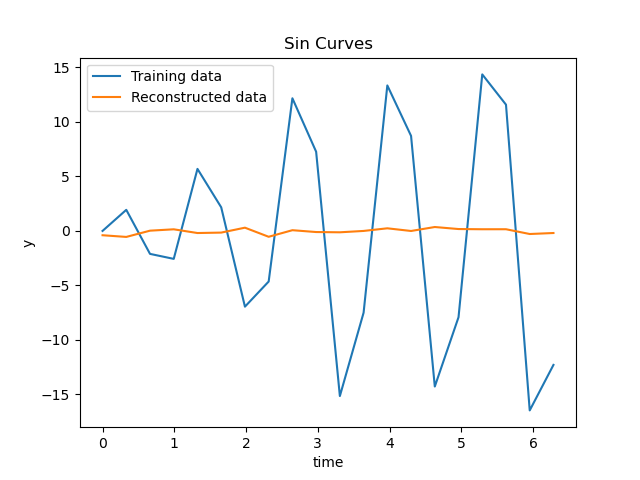 Sin Curves
Training data
Reconstructed data
15
10
5
0
−5
−10
−15
y
0 1 2 3 4 5 6
time